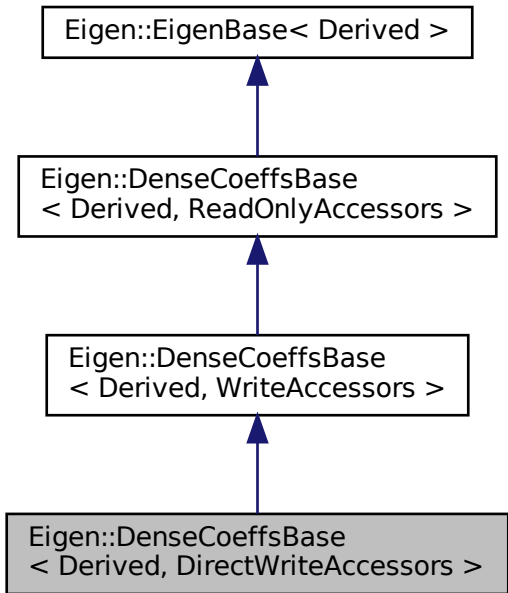 Eigen::EigenBase< Derived >
Eigen::DenseCoeffsBase
< Derived, ReadOnlyAccessors >
Eigen::DenseCoeffsBase
< Derived, WriteAccessors >
Eigen::DenseCoeffsBase
< Derived, DirectWriteAccessors >